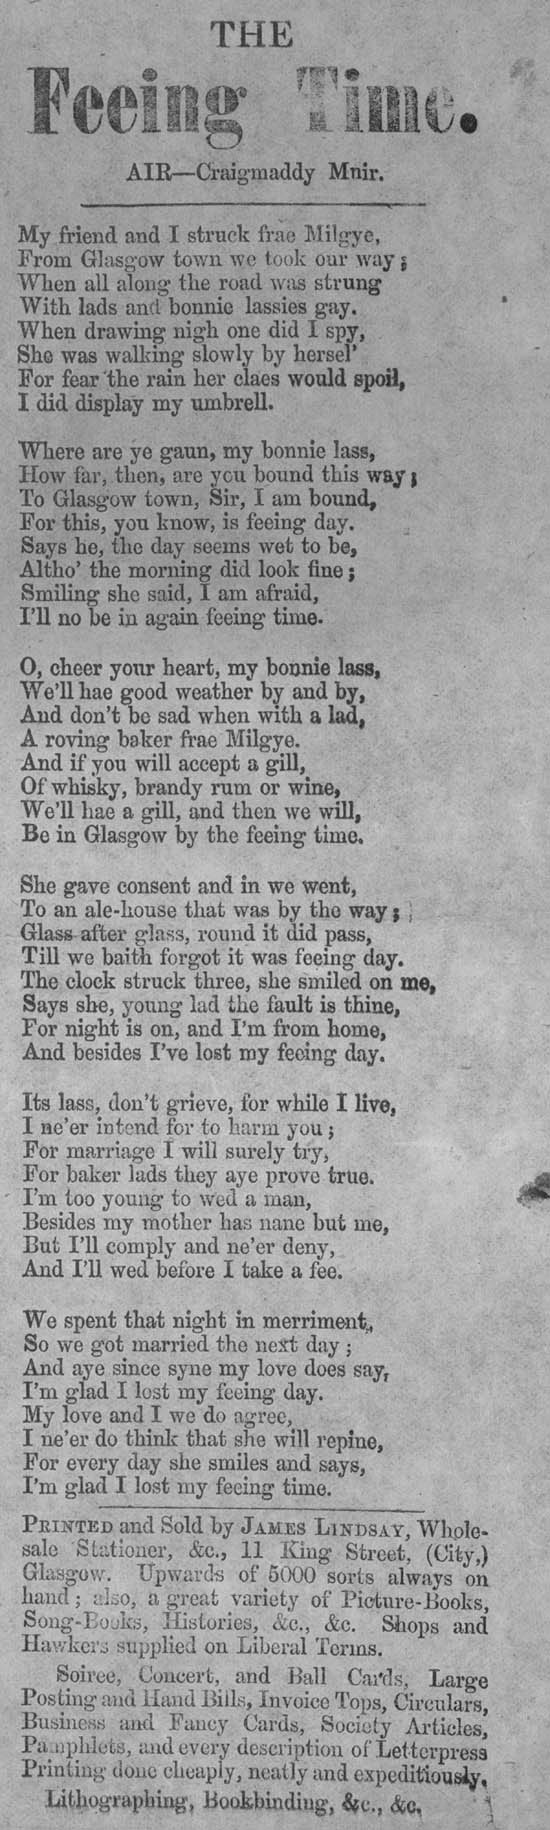 THE
Feeing Time.
AIR—Craigmaddy Mnir.
My friend and I struck frae Milgye,
From Glasgow town we took our way;
When all along the road was strung
With lads and bonnie lassies gay.
When drawing nigh one did I spy,
She was walking slowly by hersel'
For fear the rain her claes would spoil,
I did display my umbrell.
Where are ye gaun, my bonnie lass,
How far, then, are you bound this way;
To Glasgow town, Sir, I am bound,
For this, you know, is feeing day.
Says he, the day seems wet to be,
Altho' the morning did look fine;
Smiling she said, I am afraid,
I'll no be in again feeing time.
O, cheer your heart, my bonnie lass,
We'll hae good weather by and by,
And don't be sad when with a lad,
A roving baker frae Milgye.
And if you will accept a gill,
Of whisky, brandy rum or wine,
We'll hae a gill, and then we will,
Be in Glasgow by the feeing time.
She gave consent and in we went,
To an ale-house that was by the way;
Glass after glass, round it did pass,
Till we baith forgot it was feeing day.
The clock struck three, she smiled on me,
Says she, young lad the fault is thine,
For night is on, and I'm from home,
And besides I've lost my feeing day.
Its lass, don't grieve, for while I live,
I ne'er intend for to harm you;
For marriage I will surely try,
For baker lads they aye prove true.
I'm too young to wed a man,
Besides my mother has nane but me,
But I'll comply and ne'er deny,
And I'll wed before I take a fee.
We spent that night in merriment,
So we got married the next day;
And aye since syne my love does say,
I'm glad I lost my feeing day.
My love and I we do agree,
I ne'er do think that she will repine,
For every day she smiles and says,
I'm glad I lost my feeing time.
PRINTED and Sold by JAMES LINDSAY, Whole-
sale Stationer, &c., 11 King Street, (City,)
Glasgow. Upwards of 5000 sorts always on
hand; also, a great variety of Picture-Books,
Song-Books, Histories, &c., &c. Shops and
Hawkers supplied on Liberal Terms.
Soiree, Concert, and Ball Cards, Large
Posting and Hand Bills, Invoice Tops, Circulars,
Business and Fancy Cards, Society Articles,
Pamphlets, and every description of Letterpress
Printing done cheaply, neatly and expeditiously.
Lithographing, Bookbinding, &c., &c.